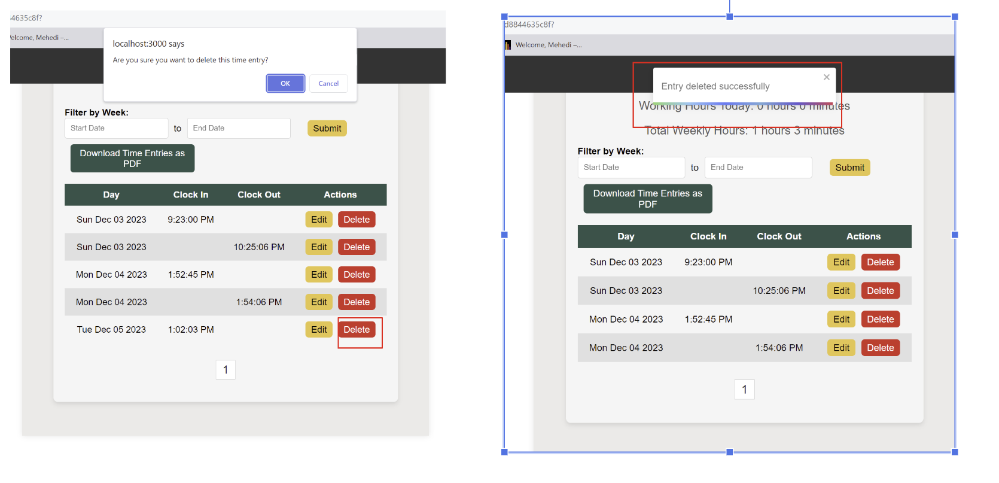 4635c8f?
elcome, Mehedi –...
localhost:3000 says
Are you sure you want to delete this time entry?
OK Cancel
Filter by Week:
Start Date to End Date Submit
Download Time Entries as
PDF
Day Clock In Clock Out Actions
Sun Dec 03 2023 9:23:00 PM Edit Delete
Sun Dec 03 2023 10:25:06 PM Edit Delete
Mon Dec 04 2023 1:52:45 PM Edit Delete
Mon Dec 04 2023 1:54:06 PM Edit Delete
Tue Dec 05 2023 1:02:03 PM Edit Delete
1
d8844635c8f?
Welcome, Mehedi –...
Entry deleted successfully
Working Hours Today: 0 hours 0 minutes
Total Weekly Hours: 1 hours 3 minutes
Filter by Week:
Start Date to End Date Submit
Download Time Entries as
PDF
Day Clock In Clock Out Actions
Sun Dec 03 2023 9:23:00 PM Edit Delete
Sun Dec 03 2023 10:25:06 PM Edit Delete
Mon Dec 04 2023 1:52:45 PM Edit Delete
Mon Dec 04 2023 1:54:06 PM Edit Delete
1